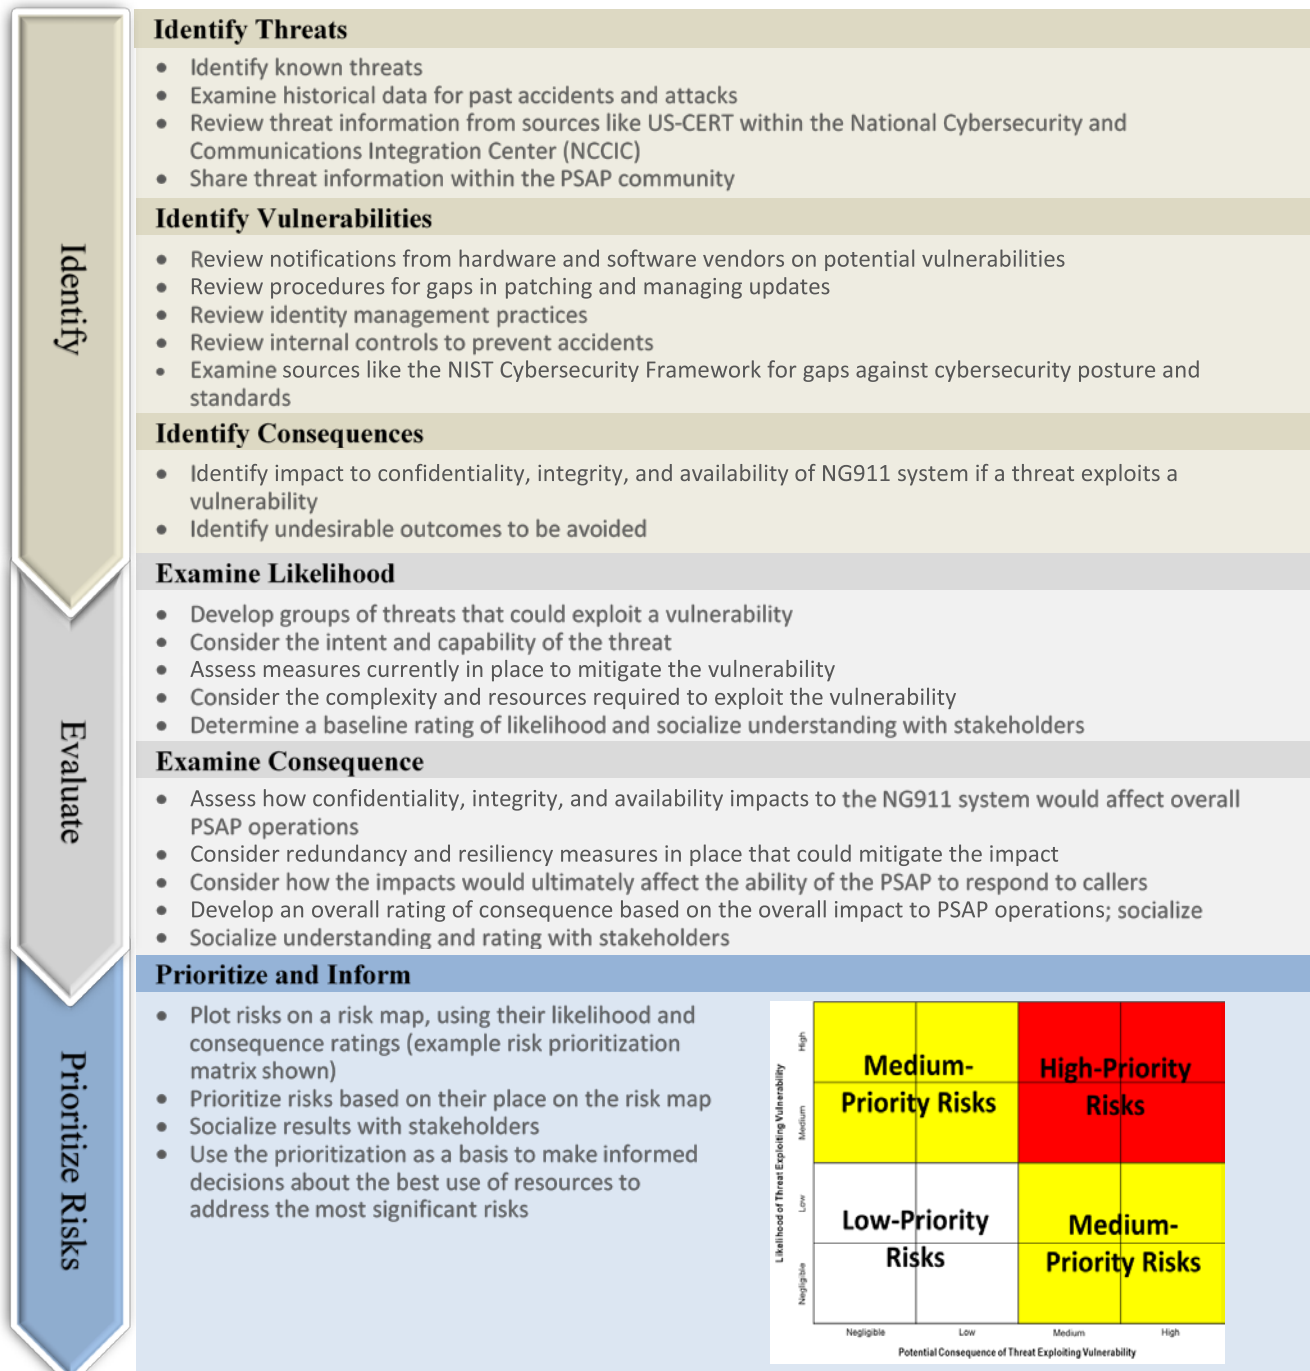 Identify
Identify Threats
• Identify known threats
• Examine historical data for past accidents and attacks
• Review threat information from sources like US-CERT within the National Cybersecurity and
Communications Integration Center (NCCIC)
• Share threat information within the PSAP community
Identify Vulnerabilities
• Review notifications from hardware and software vendors on potential vulnerabilities
• Review procedures for gaps in patching and managing updates
• Review identity management practices
• Review internal controls to prevent accidents
• Examine sources like the NIST Cybersecurity Framework for gaps against cybersecurity posture and
standards
Identify Consequences
• Identify impact to confidentiality, integrity, and availability of NG911 system if a threat exploits a
vulnerability
• Identify undesirable outcomes to be avoided
Evaluate
Examine Likelihood
• Develop groups of threats that could exploit a vulnerability
• Consider the intent and capability of the threat
• Assess measures currently in place to mitigate the vulnerability
• Consider the complexity and resources required to exploit the vulnerability
• Determine a baseline rating of likelihood and socialize understanding with stakeholders
Examine Consequence
• Assess how confidentiality, integrity, and availability impacts to the NG911 system would affect overall
PSAP operations
• Consider redundancy and resiliency measures in place that could mitigate the impact
• Consider how the impacts would ultimately affect the ability of the PSAP to respond to callers
• Develop an overall rating of consequence based on the overall impact to PSAP operations; socialize
• Socialize understanding and rating with stakeholders
Prioritize Risks
Prioritize and Inform
• Plot risks on a risk map, using their likelihood and
consequence ratings (example risk prioritization
matrix shown)
• Prioritize risks based on their place on the risk map
• Socialize results with stakeholders
• Use the prioritization as a basis to make informed
decisions about the best use of resources to
address the most significant risks
Likelihood of Threat Exploiting Vulnerability
High
Medium
Low
Negligible
Medium-
Priority Risks
High-Priority
Risks
Low-Priority
Risks
Medium-
Priority Risks
Negligible
Low
Medium
High
Potential Consequence of Threat Exploiting Vulnerability